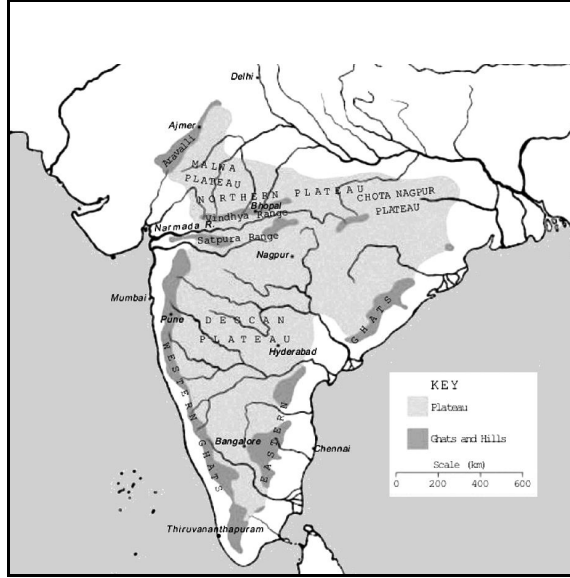 Delhi
Ajmer
Aravalli
MALWA
PLATEAU
NORTHERN PLATEAU
CHOTA NAGPUR
PLATEAU
Bhopal
Vindhya Range
Narmada R.
Satpura Range
Nagpur
Mumbai
Pune
DECCAN
PLATEAU
Hyderabad
GHATS
WESTERN GHATS
EASTERN
Bangalore
Chennai
Thiruvananthapuram
KEY
Plateau
Ghats and Hills
Scale (km)
0 200 400 600